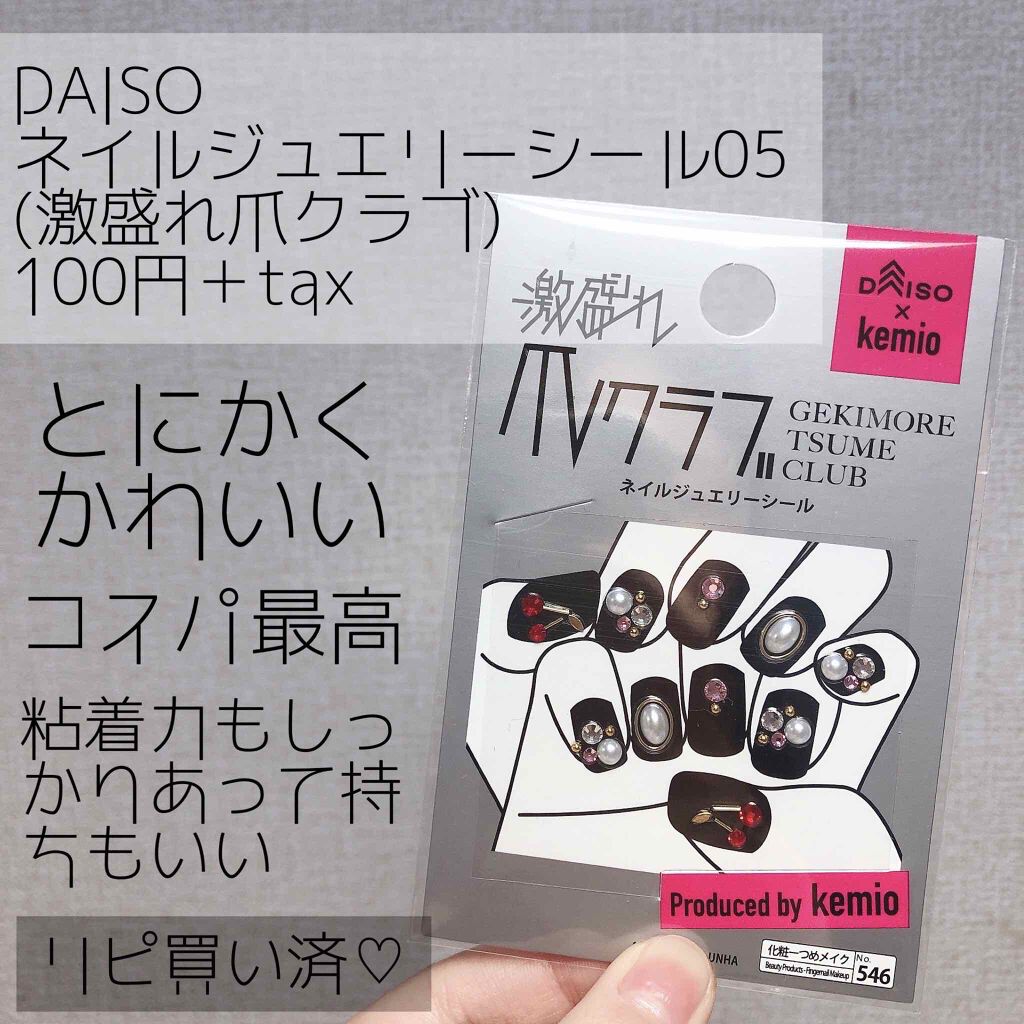 DAISO
ネイルジュエリーシール05
(激盛れ爪クラブ)
100円＋tax
とにかく
かわいい
コスパ最高
粘着力もしっ
かりあって持
ちもいい
リピ買い済♡
DAISO
×
kemio
激盛れ
爪クラブ
GEKIMORE
TSUME
CLUB
ネイルジュエリーシール
Produced by kemio
UNHA
化粧一つめメイク
Beauty Products - Fingernail Makeup
No.
546